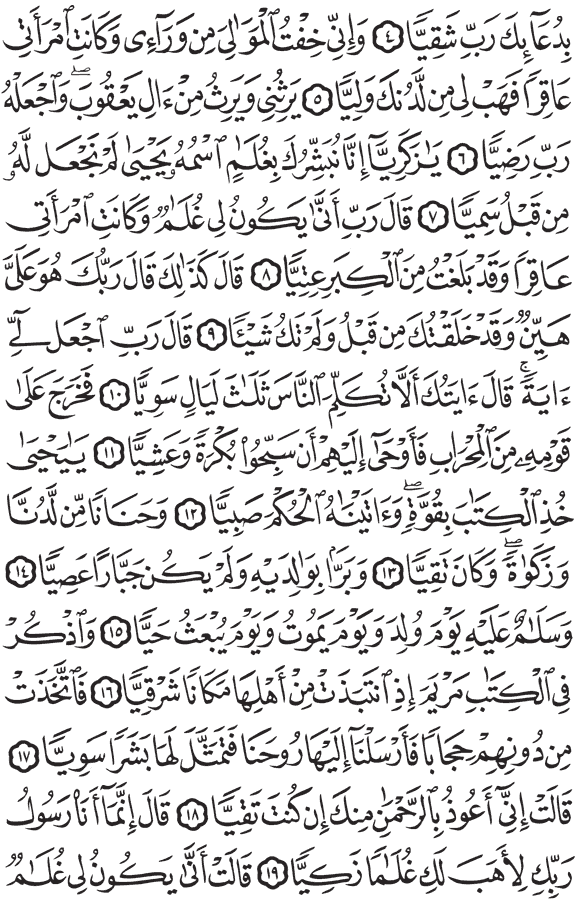 بِدُعَآئِكَ رَبِّ شَقِيًّا ٤ وَإِنِّي خِفْتُ ٱلْمَوَٰلِيَ مِن وَرَآءِي وَكَانَتِ ٱمْرَأَتِي
عَاقِرًا فَهَبْ لِي مِن لَّدُنكَ وَلِيًّا ٥ يَرِثُنِي وَيَرِثُ مِنْ ءَالِ يَعْقُوبَۖ وَٱجْعَلْهُ
رَبِّ رَضِيًّا ٦ يَٰزَكَرِيَّآ إِنَّا نُبَشِّرُكَ بِغُلَٰمٍ ٱسْمُهُۥ يَحْيَىٰ لَمْ نَجْعَل لَّهُۥ
مِن قَبْلُ سَمِيًّا ٧ قَالَ رَبِّ أَنَّىٰ يَكُونُ لِي غُلَٰمٌ وَكَانَتِ ٱمْرَأَتِي
عَاقِرًا وَقَدْ بَلَغْتُ مِنَ ٱلْكِبَرِ عِتِيًّا ٨ قَالَ كَذَٰلِكَ قَالَ رَبُّكَ هُوَ عَلَيَّ
هَيِّنٌ وَقَدْ خَلَقْتُكَ مِن قَبْلُ وَلَمْ تَكُ شَيْئًا ٩ قَالَ رَبِّ ٱجْعَل لِّيٓ
ءَايَةًۚ قَالَ ءَايَتُكَ أَلَّا تُكَلِّمَ ٱلنَّاسَ ثَلَٰثَ لَيَالٍ سَوِيًّا ١٠ فَخَرَجَ عَلَىٰ
قَوْمِهِۦ مِنَ ٱلْمِحْرَابِ فَأَوْحَىٰٓ إِلَيْهِمْ أَن سَبِّحُوا۟ بُكْرَةً وَعَشِيًّا ١١ يَٰيَحْيَىٰ
خُذِ ٱلْكِتَٰبَ بِقُوَّةٍۖ وَءَاتَيْنَٰهُ ٱلْحُكْمَ صَبِيًّا ١٢ وَحَنَانًا مِّن لَّدُنَّا
وَزَكَوٰةًۖ وَكَانَ تَقِيًّا ١٣ وَبَرًّۢا بِوَٰلِدَيْهِ وَلَمْ يَكُن جَبَّارًا عَصِيًّا ١٤
وَسَلَٰمٌ عَلَيْهِ يَوْمَ وُلِدَ وَيَوْمَ يَمُوتُ وَيَوْمَ يُبْعَثُ حَيًّا ١٥ وَٱذْكُرْ
فِي ٱلْكِتَٰبِ مَرْيَمَ إِذِ ٱنتَبَذَتْ مِنْ أَهْلِهَا مَكَانًا شَرْقِيًّا ١٦ فَٱتَّخَذَتْ
مِن دُونِهِمْ حِجَابًا فَأَرْسَلْنَآ إِلَيْهَا رُوحَنَا فَتَمَثَّلَ لَهَا بَشَرًا سَوِيًّا ١٧
قَالَتْ إِنِّيٓ أَعُوذُ بِٱلرَّحْمَٰنِ مِنكَ إِن كُنتَ تَقِيًّا ١٨ قَالَ إِنَّمَآ أَنَا۠ رَسُولُ
رَبِّكِ لِأَهَبَ لَكِ غُلَٰمًا زَكِيًّا ١٩ قَالَتْ أَنَّىٰ يَكُونُ لِي غُلَٰمٌ